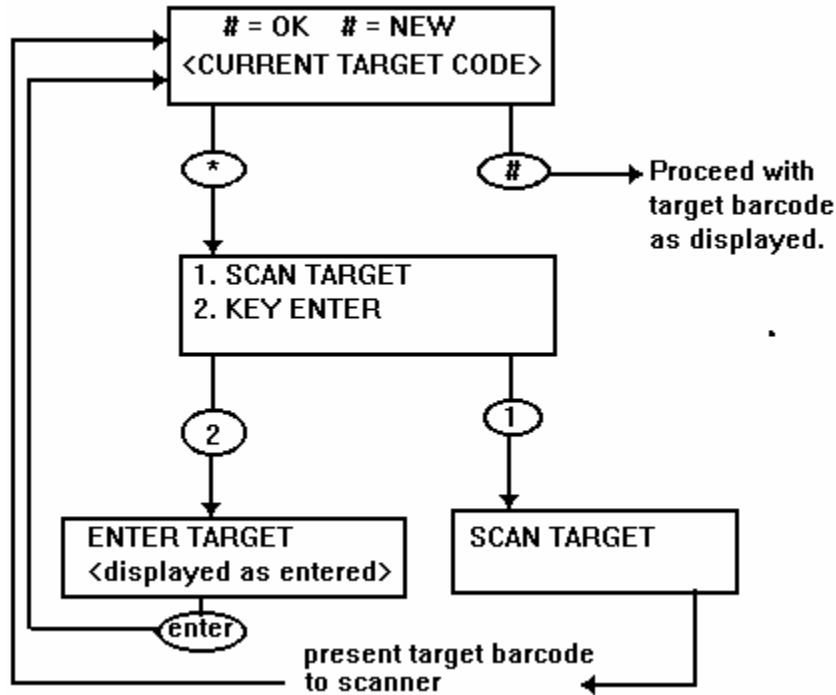 # = OK # = NEW
<CURRENT TARGET CODE>
*
#
Proceed with
target barcode
as displayed.
1. SCAN TARGET
2. KEY ENTER
2
1
ENTER TARGET
<displayed as entered>
SCAN TARGET
enter
present target barcode
to scanner